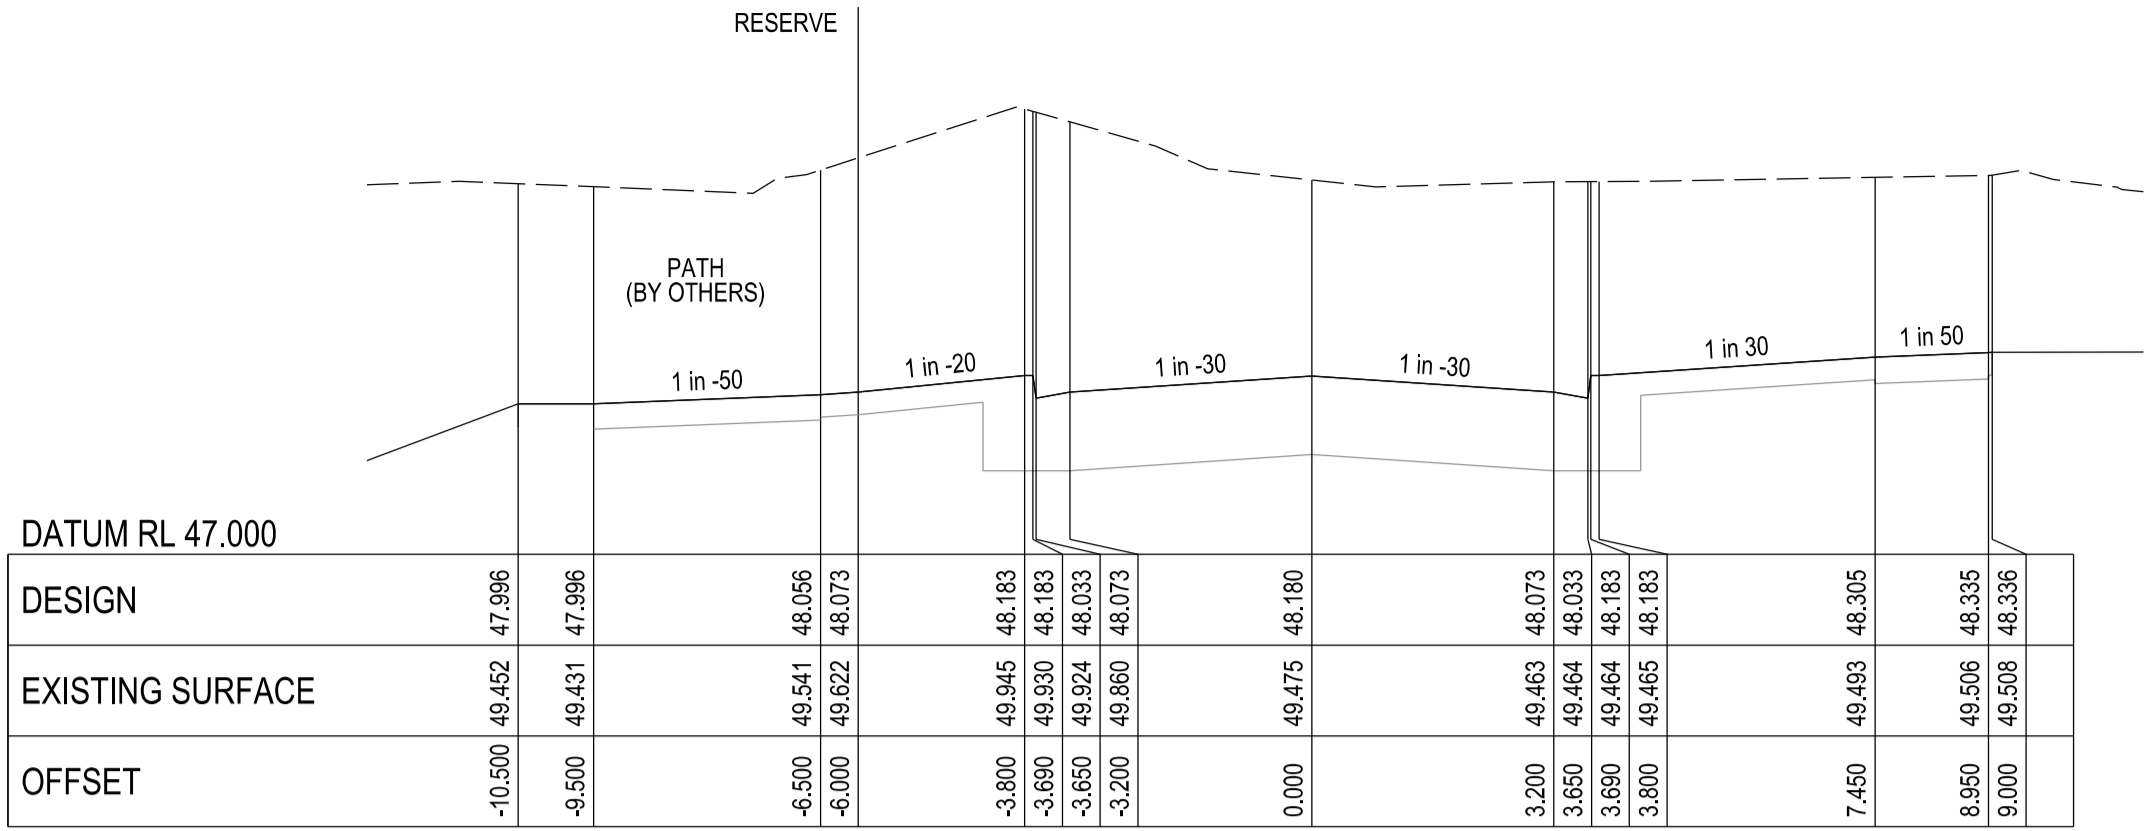 RESERVE
PATH
(BY OTHERS)
1 in -50
1 in -20
1 in -30
1 in -30
1 in 30
1 in 50
DATUM RL 47.000
DESIGN 47.996 47.996 48.056 48.073 48.183 48.183 48.033 48.073 48.180 48.073 48.033 48.183 48.183 48.305 48.335 48.336
EXISTING SURFACE 49.452 49.431 49.541 49.622 49.945 49.930 49.924 49.860 49.475 49.463 49.464 49.464 49.465 49.493 49.506 49.508
OFFSET -10.500 -9.500 -6.500 -6.000 -3.800 -3.690 -3.650 -3.200 0.000 3.200 3.650 3.690 3.800 7.450 8.950 9.000